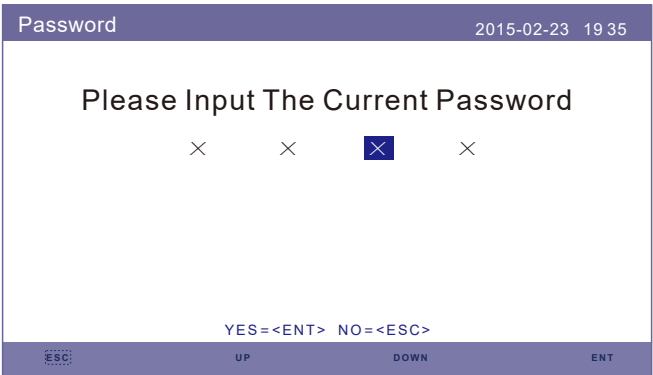 Password 2015-02-23 19 35
Please Input The Current Password
× × × ×
YES=<ENT> NO=<ESC>
ESC UP DOWN ENT